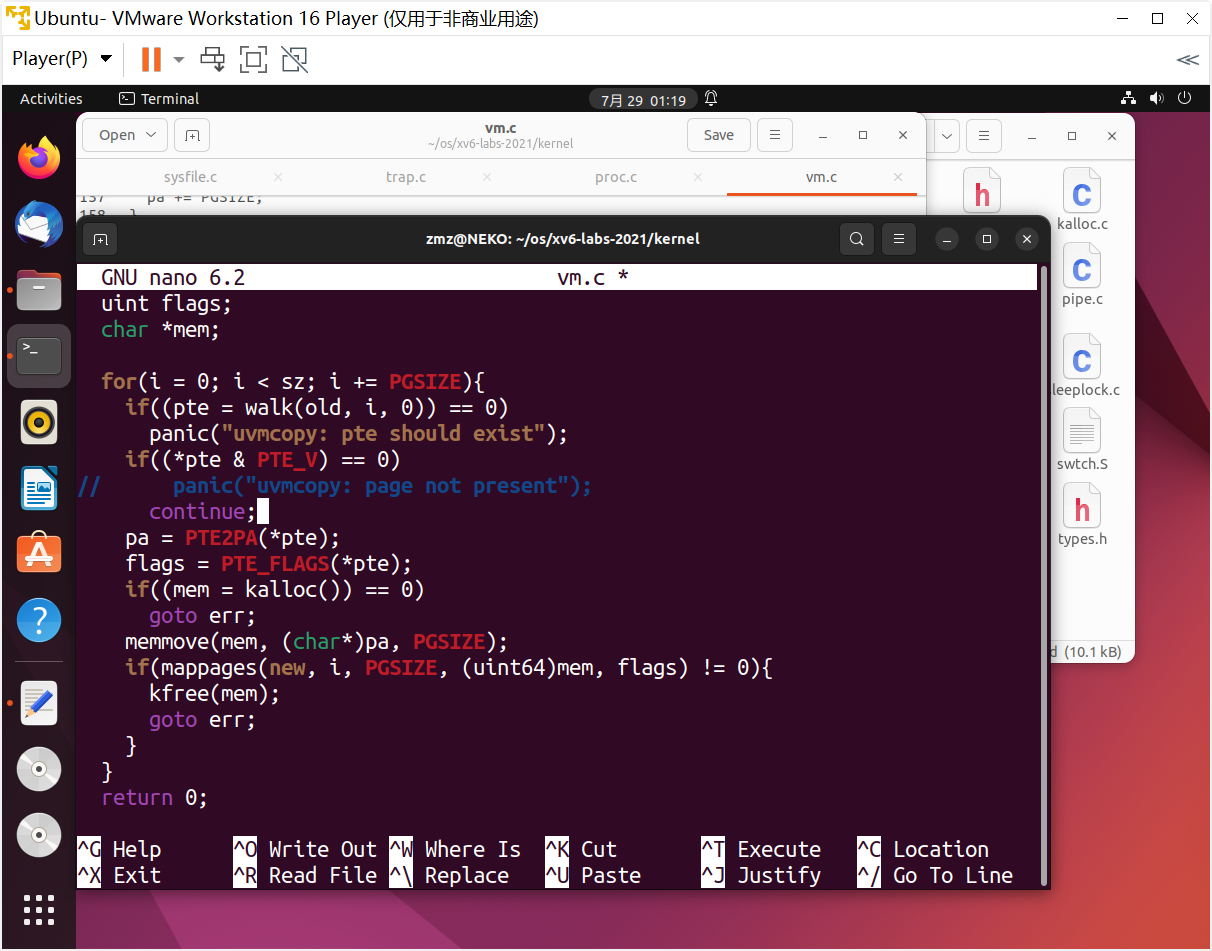 Ubuntu- VMware Workstation 16 Player (仅用于非商业用途)
Player(P)
Activities
Terminal
7月 29 01:19
Open
vm.c
~/os/xv6-labs-2021/kernel
Save
sysfile.c
trap.c
proc.c
vm.c
157 pa += PGSIZE;
158 }
kalloc.c
pipe.c
leeplock.c
swtch.S
types.h
d (10.1 kB)
zmz@NEKO: ~/os/xv6-labs-2021/kernel
GNU nano 6.2 vm.c *
uint flags;
char *mem;
for(i = 0; i < sz; i += PGSIZE){
if((pte = walk(old, i, 0)) == 0)
panic("uvmcopy: pte should exist");
if((*pte & PTE_V) == 0)
// panic("uvmcopy: page not present");
continue;
pa = PTE2PA(*pte);
flags = PTE_FLAGS(*pte);
if((mem = kalloc()) == 0)
goto err;
memmove(mem, (char*)pa, PGSIZE);
if(mappages(new, i, PGSIZE, (uint64)mem, flags) != 0){
kfree(mem);
goto err;
}
}
return 0;
^G Help ^O Write Out ^W Where Is ^K Cut ^T Execute ^C Location
^X Exit ^R Read File ^\ Replace ^U Paste ^J Justify ^/ Go To Line